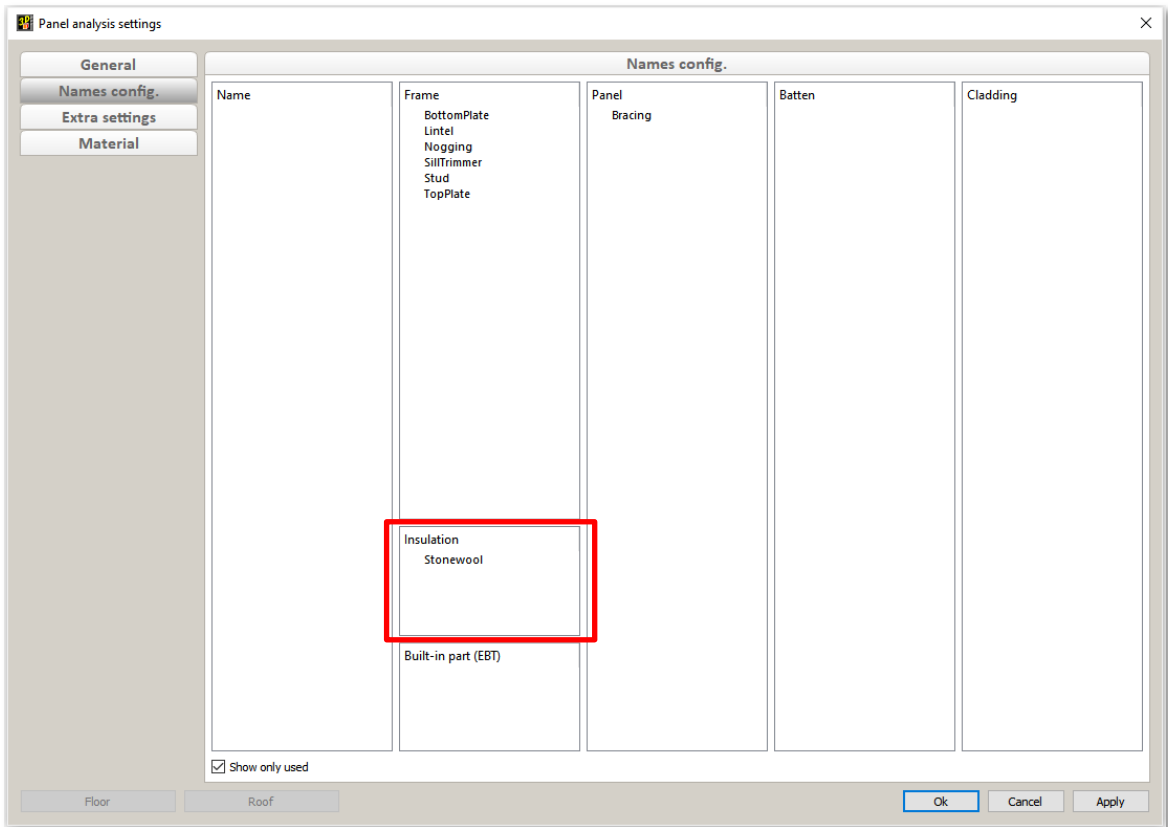 Panel analysis settings
General
Names config.
Extra settings
Material
Names config.
Name
Frame
BottomPlate
Lintel
Nogging
SillTrimmer
Stud
TopPlate
Insulation
Stonewool
Built-in part (EBT)
Panel
Bracing
Batten
Cladding
Show only used
Floor
Roof
Ok
Cancel
Apply